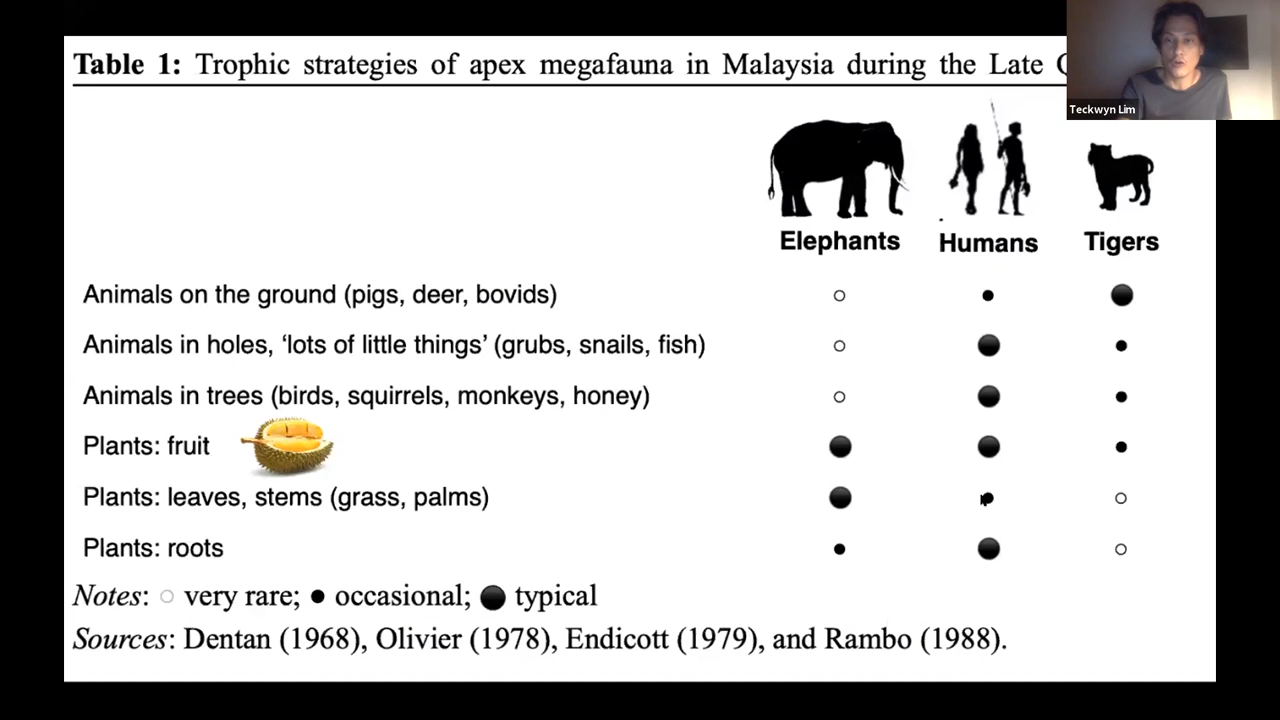 Table 1: Trophic strategies of apex megafauna in Malaysia during the Late
Teckwyn Lim
Elephants Humans Tigers
Animals on the ground (pigs, deer, bovids)
Animals in holes, ‘lots of little things’ (grubs, snails, fish)
Animals in trees (birds, squirrels, monkeys, honey)
Plants: fruit
Plants: leaves, stems (grass, palms)
Plants: roots
Notes: ○ very rare; ● occasional; ⬤ typical
Sources: Dentan (1968), Olivier (1978), Endicott (1979), and Rambo (1988).